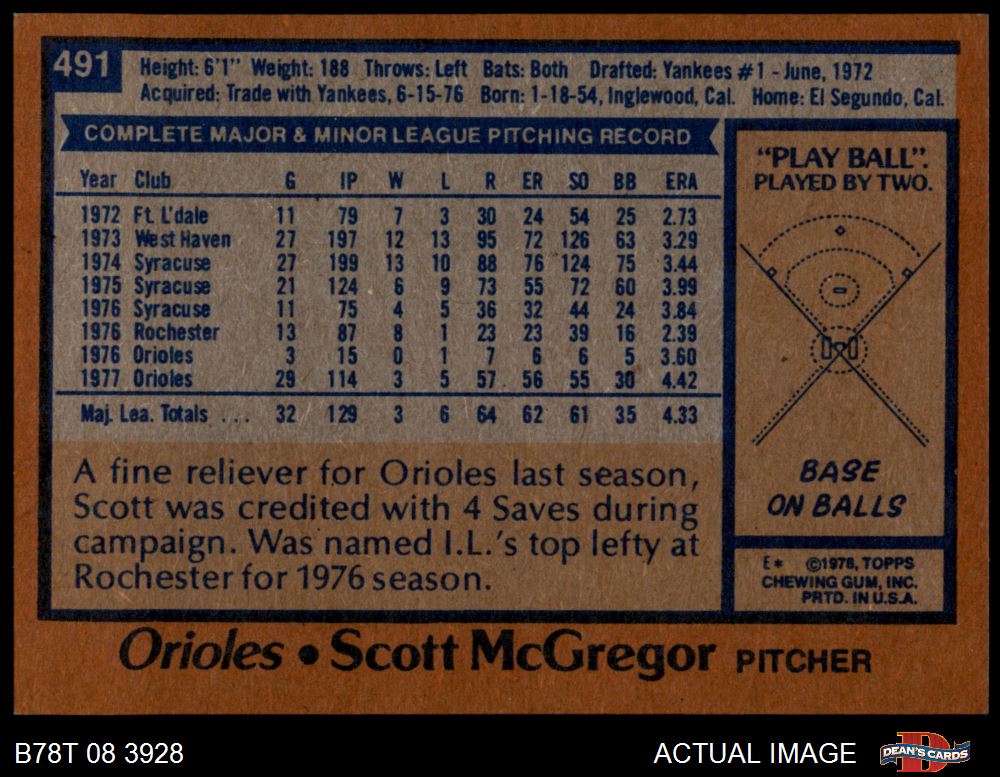 491
Height: 6'1" Weight: 188 Throws: Left Bats: Both Drafted: Yankees #1 - June, 1972
Acquired: Trade with Yankees, 6-15-76 Born: 1-18-54, Inglewood, Cal. Home: El Segundo, Cal.
COMPLETE MAJOR & MINOR LEAGUE PITCHING RECORD
Year Club G IP W L R ER SO BB ERA
1972 Ft. L'dale 11 79 7 3 30 24 54 25 2.73
1973 West Haven 27 197 12 13 95 72 126 63 3.29
1974 Syracuse 27 199 13 10 88 76 124 75 3.44
1975 Syracuse 21 124 6 9 73 55 72 60 3.99
1976 Syracuse 11 75 4 5 36 32 44 24 3.84
1976 Rochester 13 87 8 1 23 23 39 16 2.39
1976 Orioles 3 15 0 1 7 6 6 5 3.60
1977 Orioles 29 114 3 5 57 56 55 30 4.42
Maj. Lea. Totals ... 32 129 3 6 64 62 61 35 4.33
A fine reliever for Orioles last season,
Scott was credited with 4 Saves during
campaign. Was named I.L.'s top lefty at
Rochester for 1976 season.
"PLAY BALL".
PLAYED BY TWO.
BASE
ON BALLS
E* ©1978, TOPPS
CHEWING GUM, INC.
PRTD. IN U.S.A.
Orioles • Scott McGregor PITCHER
B78T 08 3928
ACTUAL IMAGE
D
DEAN'S CARDS